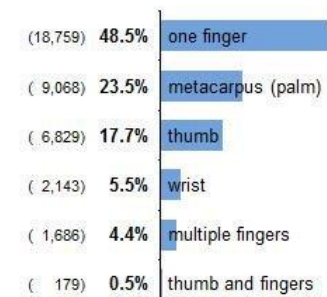 (18,759) 48.5% one finger
( 9,068) 23.5% metacarpus (palm)
( 6,829) 17.7% thumb
( 2,143) 5.5% wrist
( 1,686) 4.4% multiple fingers
( 179) 0.5% thumb and fingers